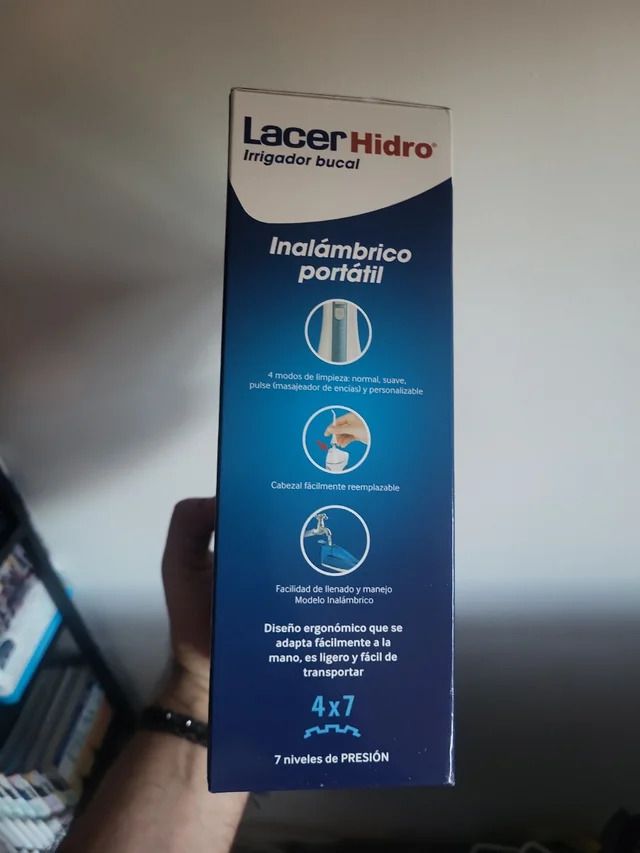 Lacer Hidro®
Irrigador bucal
Inalámbrico
portátil
4 modos de limpieza: normal, suave,
pulse (masajeador de encías) y personalizable
Cabezal fácilmente reemplazable
Facilidad de llenado y manejo
Modelo Inalámbrico
Diseño ergonómico que se
adapta fácilmente a la
mano, es ligero y fácil de
transportar
4x7
7 niveles de PRESIÓN